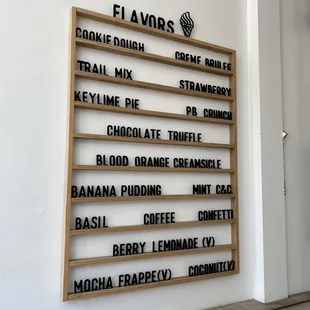 FLAVORS
COOKIE DOUGH CREME BRULEE
TRAIL MIX STRAWBERRY
KEYLIME PIE PB CRUNCH
CHOCOLATE TRUFFLE
BLOOD ORANGE CREAMSICLE
BANANA PUDDING MINT C&C
BASIL COFFEE CONFETTI
BERRY LEMONADE (V)
MOCHA FRAPPE(V) COCONUT(V)